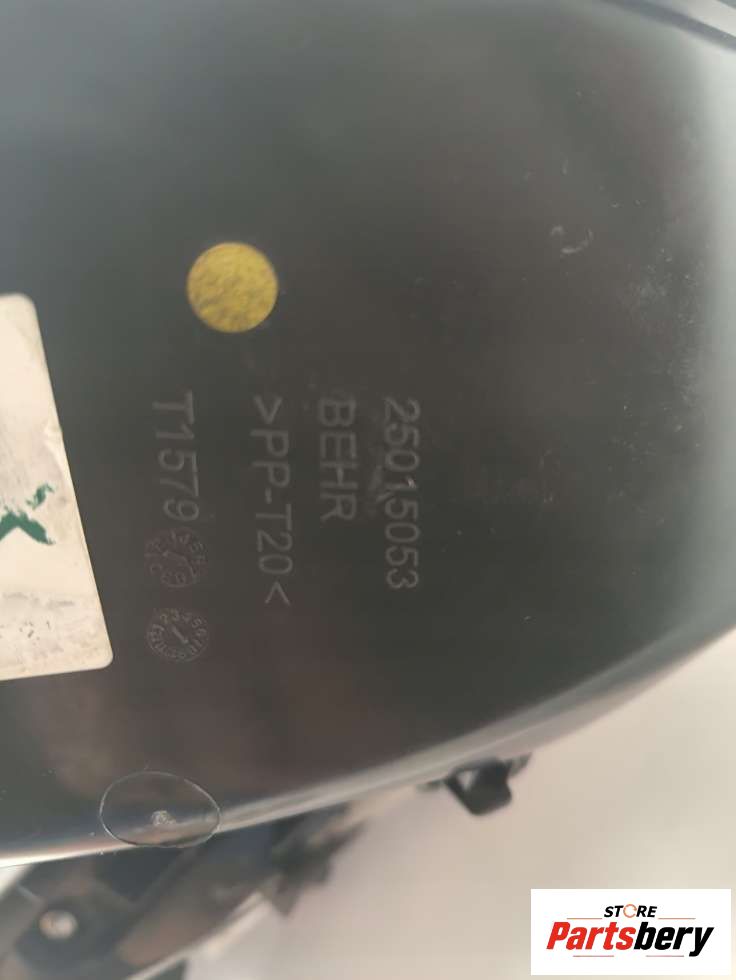 25015053
BEHR
>PP-T20<
T1579
STORE
Partsbery